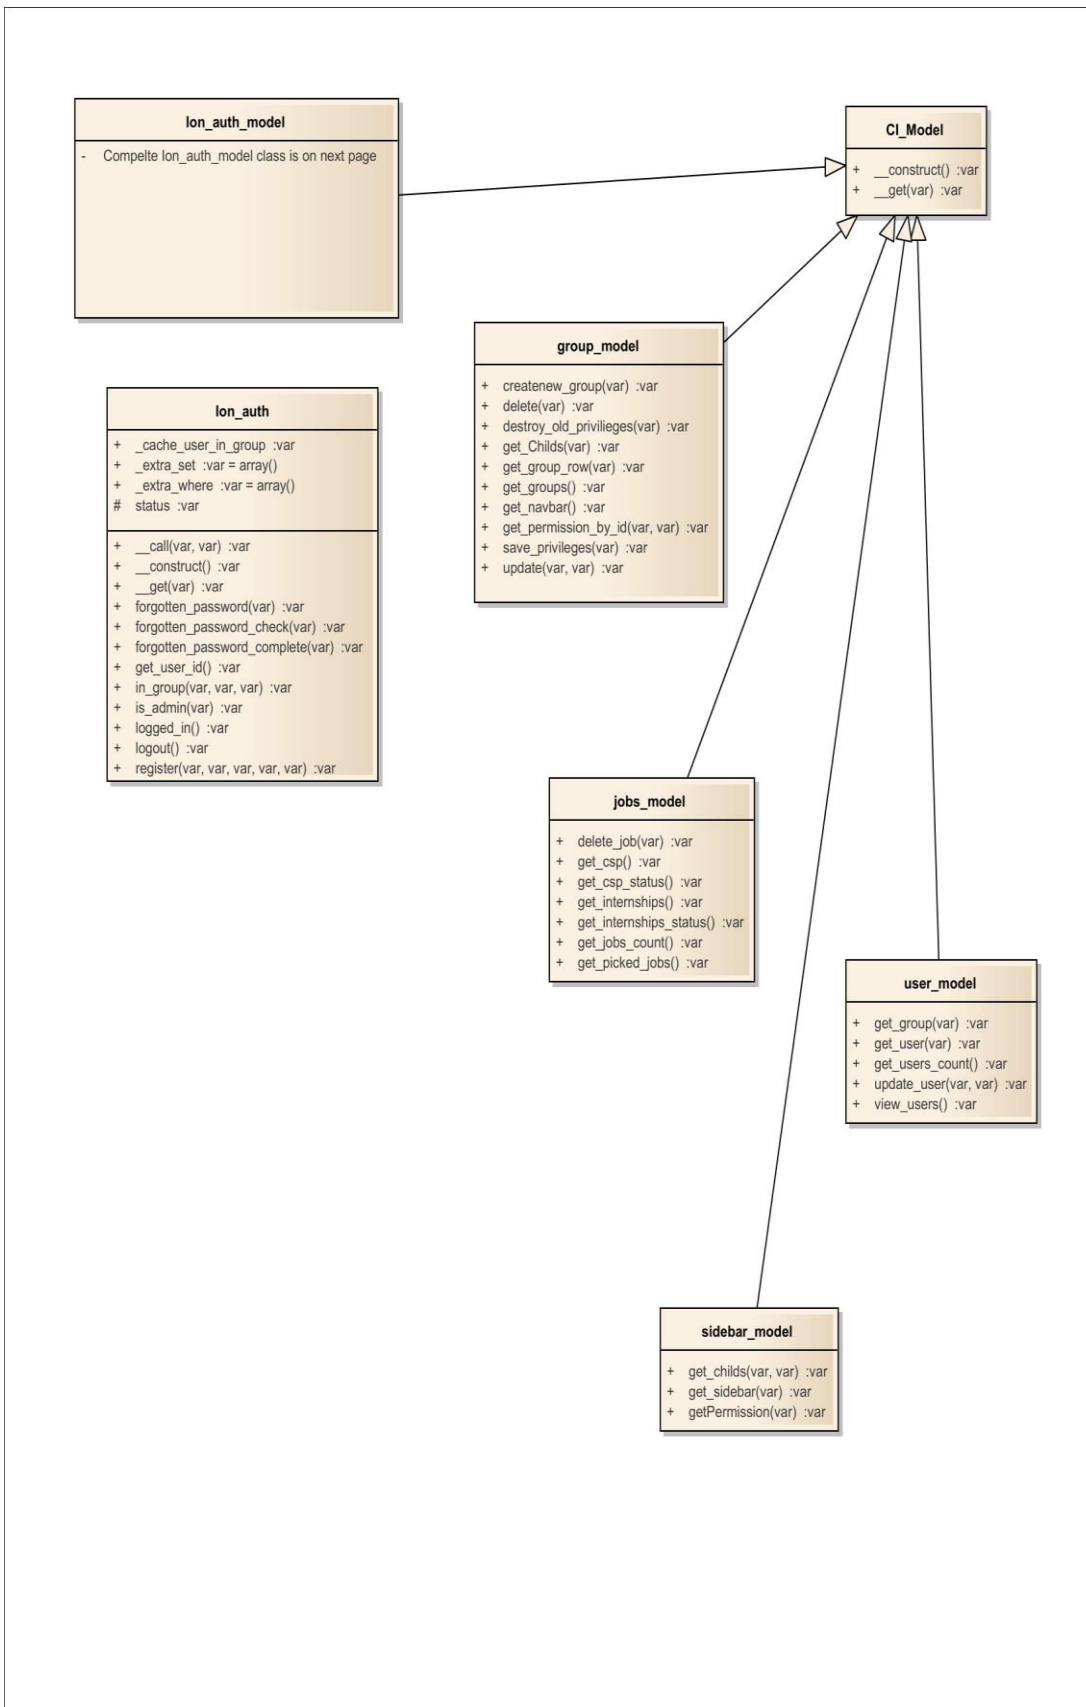 Ion_auth_model
- Compelte Ion_auth_model class is on next page
CI_Model
+ __construct() :var
+ __get(var) :var
group_model
+ createnew_group(var) :var
+ delete(var) :var
+ destroy_old_privilieges(var) :var
+ get_Childs(var) :var
+ get_group_row(var) :var
+ get_groups() :var
+ get_navbar() :var
+ get_permission_by_id(var, var) :var
+ save_privileges(var) :var
+ update(var, var) :var
Ion_auth
+ _cache_user_in_group :var
+ _extra_set :var = array()
+ _extra_where :var = array()
# status :var
+ __call(var, var) :var
+ __construct() :var
+ __get(var) :var
+ forgotten_password(var) :var
+ forgotten_password_check(var) :var
+ forgotten_password_complete(var) :var
+ get_user_id() :var
+ in_group(var, var, var) :var
+ is_admin(var) :var
+ logged_in() :var
+ logout() :var
+ register(var, var, var, var, var) :var
jobs_model
+ delete_job(var) :var
+ get_csp() :var
+ get_csp_status() :var
+ get_internships() :var
+ get_internships_status() :var
+ get_jobs_count() :var
+ get_picked_jobs() :var
user_model
+ get_group(var) :var
+ get_user(var) :var
+ get_users_count() :var
+ update_user(var, var) :var
+ view_users() :var
sidebar_model
+ get_childs(var, var) :var
+ get_sidebar(var) :var
+ getPermission(var) :var